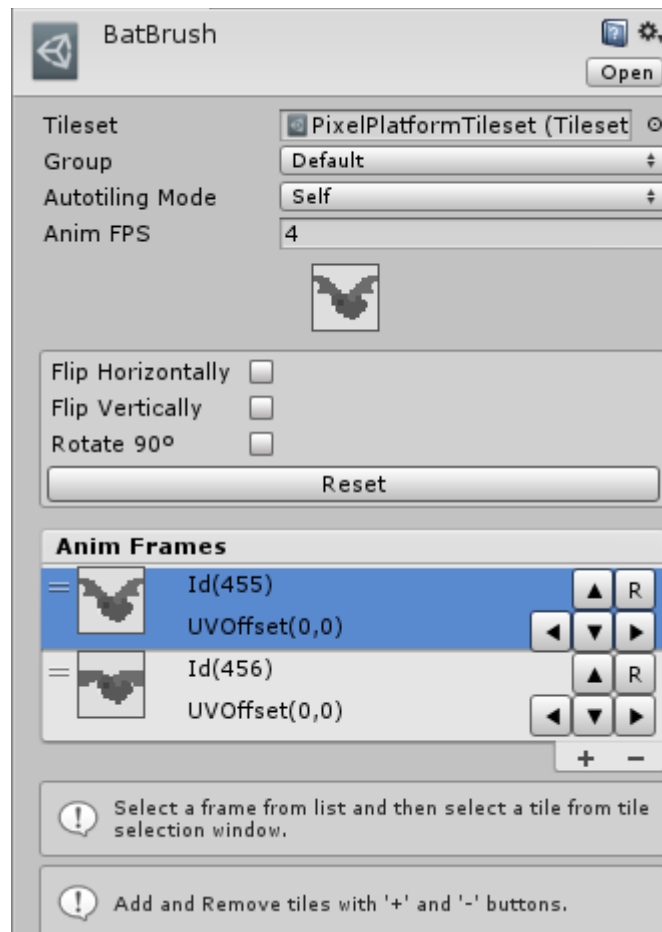 BatBrush
Open
Tileset PixelPlatformTileset (Tileset
Group Default
Autotiling Mode Self
Anim FPS 4
Flip Horizontally
Flip Vertically
Rotate 90º
Reset
Anim Frames
Id(455)
R
UVOffset(0,0)
Id(456)
R
UVOffset(0,0)
+ −
Select a frame from list and then select a tile from tile
selection window.
Add and Remove tiles with '+' and '-' buttons.